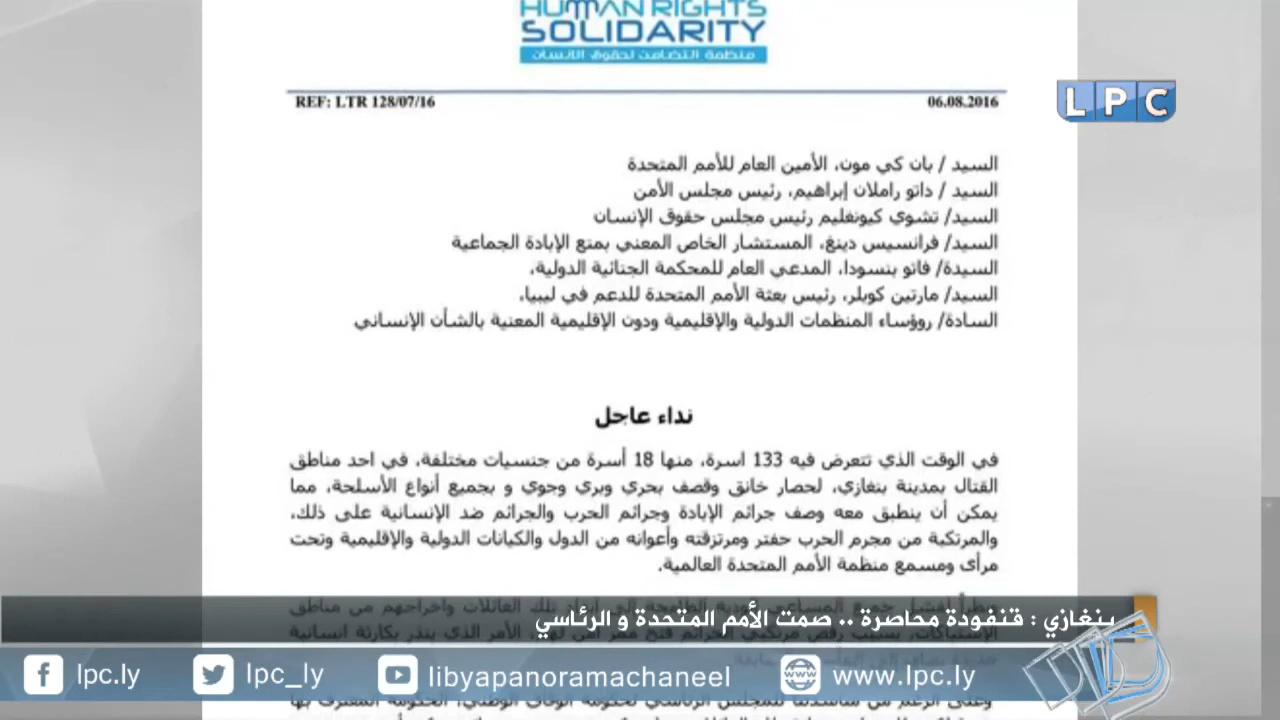 HUMAN RIGHTS
SOLIDARITY
منظمة التضامن لحقوق الانسان
REF: LTR 128/07/16
06.08.2016
LPC
السيد / بان كي مون، الأمين العام للأمم المتحدة
السيد / داتو راملان إبراهيم، رئيس مجلس الأمن
السيد/ تشوي كيونغليم رئيس مجلس حقوق الإنسان
السيد/ فرانسيس دينغ، المستشار الخاص المعني بمنع الإبادة الجماعية
السيدة/ فاتو بنسودا، المدعي العام للمحكمة الجنائية الدولية،
السيد/ مارتين كوبلر، رئيس بعثة الأمم المتحدة للدعم في ليبيا،
السادة/ روؤساء المنظمات الدولية والإقليمية ودون الإقليمية المعنية بالشأن الإنساني
نداء عاجل
في الوقت الذي تتعرض فيه 133 اسرة، منها 18 أسرة من جنسيات مختلفة، في احد مناطق
القتال بمدينة بنغازي، لحصار خانق وقصف بحري وبري وجوي و بجميع أنواع الأسلحة، مما
يمكن أن ينطبق معه وصف جرائم الإبادة وجرائم الحرب والجرائم ضد الإنسانية على ذلك،
والمرتكبة من مجرم الحرب حفتر ومرتزقته وأعوانه من الدول والكيانات الدولية والإقليمية وتحت
مرأى ومسمع منظمة الأمم المتحدة العالمية.
بنغازي : قنفودة محاصرة .. صمت الأمم المتحدة و الرئاسي
lpc.ly
lpc_ly
libyapanoramachaneel
www.lpc.ly